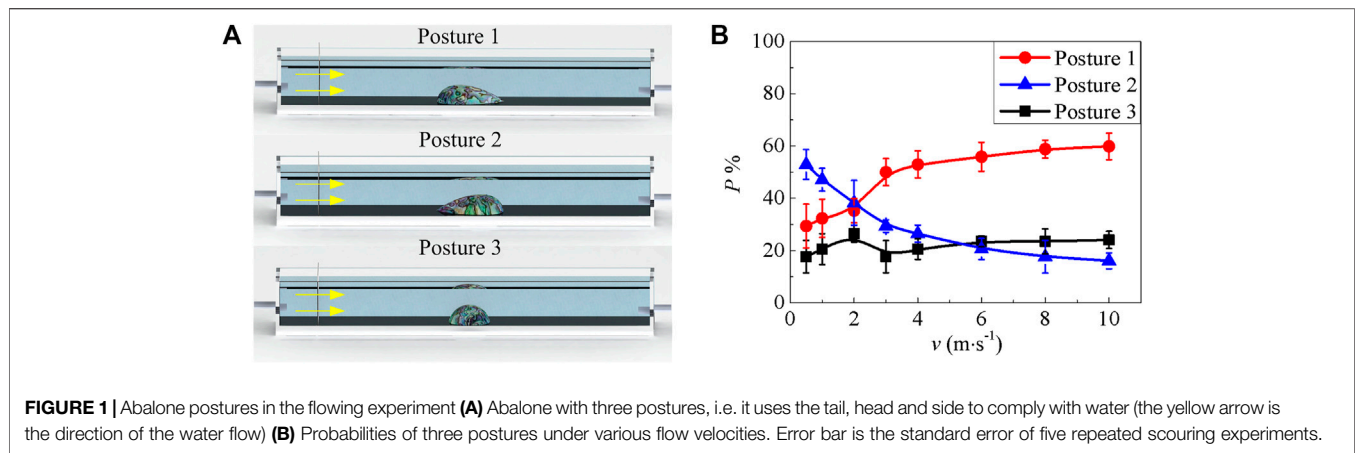 A
Posture 1
Posture 2
Posture 3
B
100
80
60
40
20
0
P %
0
2
4
6
8
10
v (m·s⁻¹)
Posture 1
Posture 2
Posture 3
FIGURE 1 | Abalone postures in the flowing experiment (A) Abalone with three postures, i.e. it uses the tail, head and side to comply with water (the yellow arrow is
the direction of the water flow) (B) Probabilities of three postures under various flow velocities. Error bar is the standard error of five repeated scouring experiments.